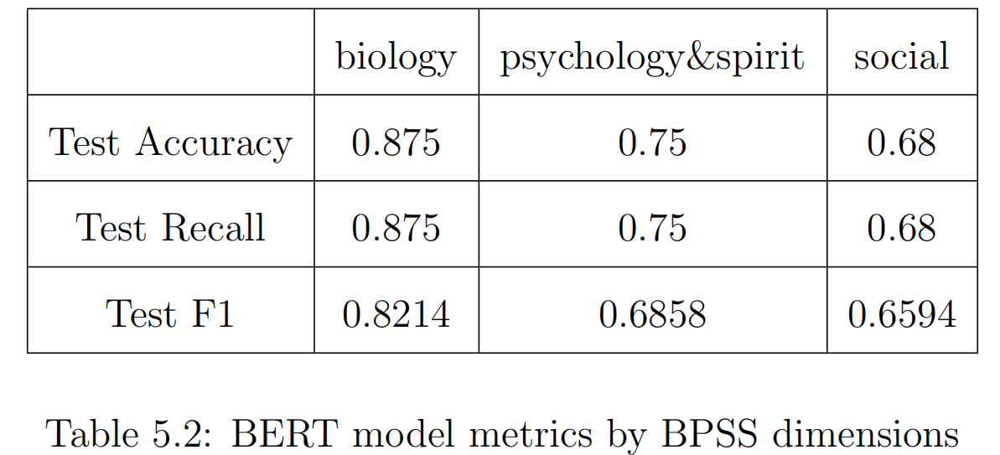 biology psychology&spirit social
Test Accuracy 0.875 0.75 0.68
Test Recall 0.875 0.75 0.68
Test F1 0.8214 0.6858 0.6594
Table 5.2: BERT model metrics by BPSS dimensions